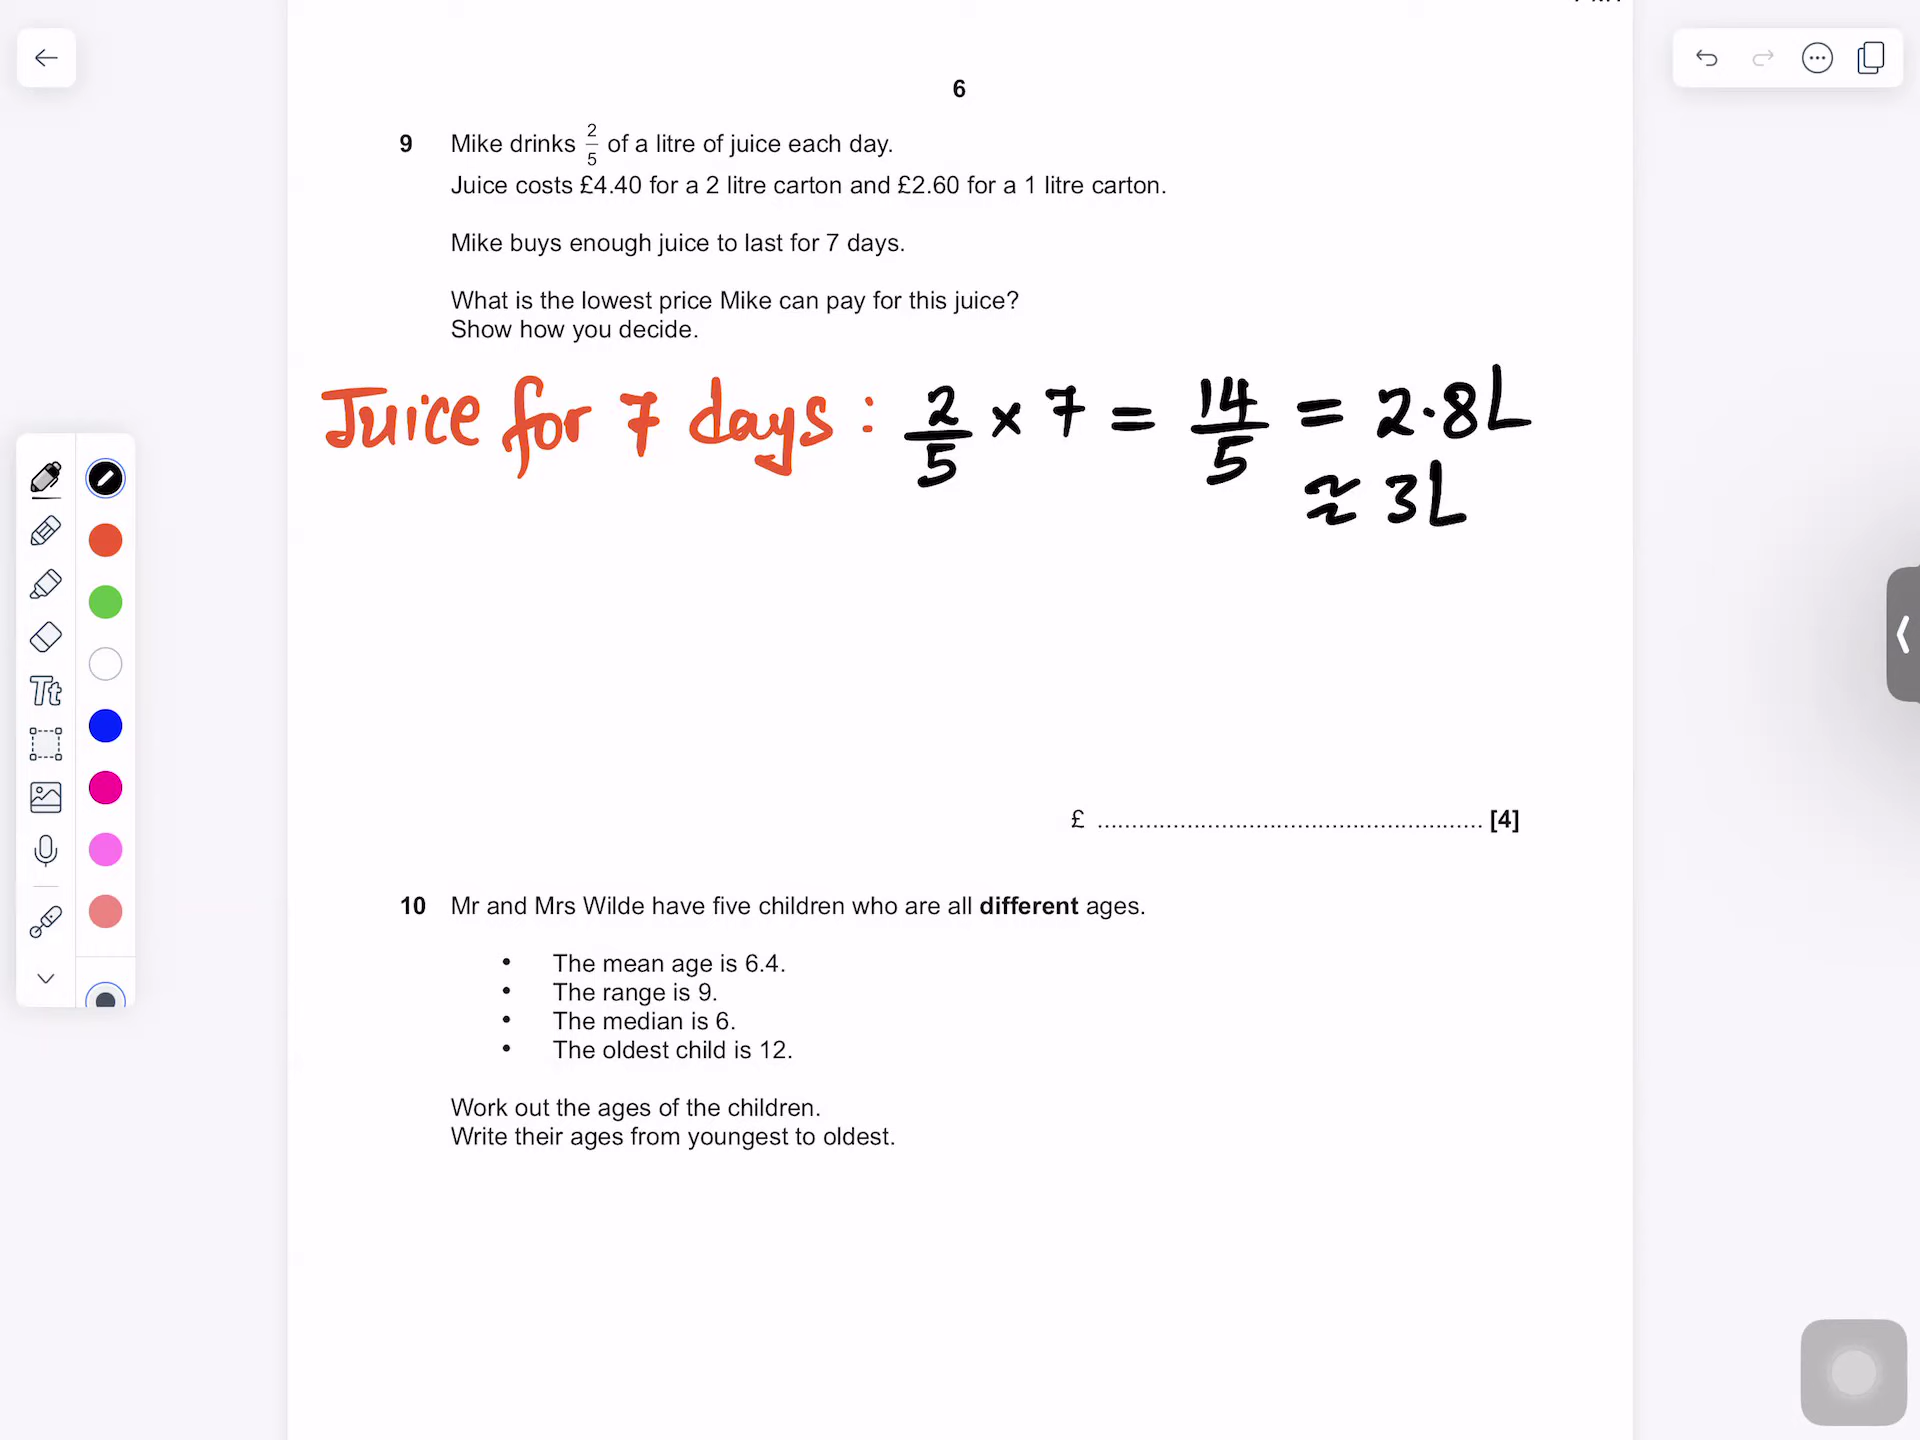 6
9 Mike drinks 2/5 of a litre of juice each day.
Juice costs £4.40 for a 2 litre carton and £2.60 for a 1 litre carton.
Mike buys enough juice to last for 7 days.
What is the lowest price Mike can pay for this juice?
Show how you decide.
Juice for 7 days : 2/5 × 7 = 14/5 = 2.8L
≈ 3L
£ .......................................................... [4]
10 Mr and Mrs Wilde have five children who are all different ages.
• The mean age is 6.4.
• The range is 9.
• The median is 6.
• The oldest child is 12.
Work out the ages of the children.
Write their ages from youngest to oldest.
Tt